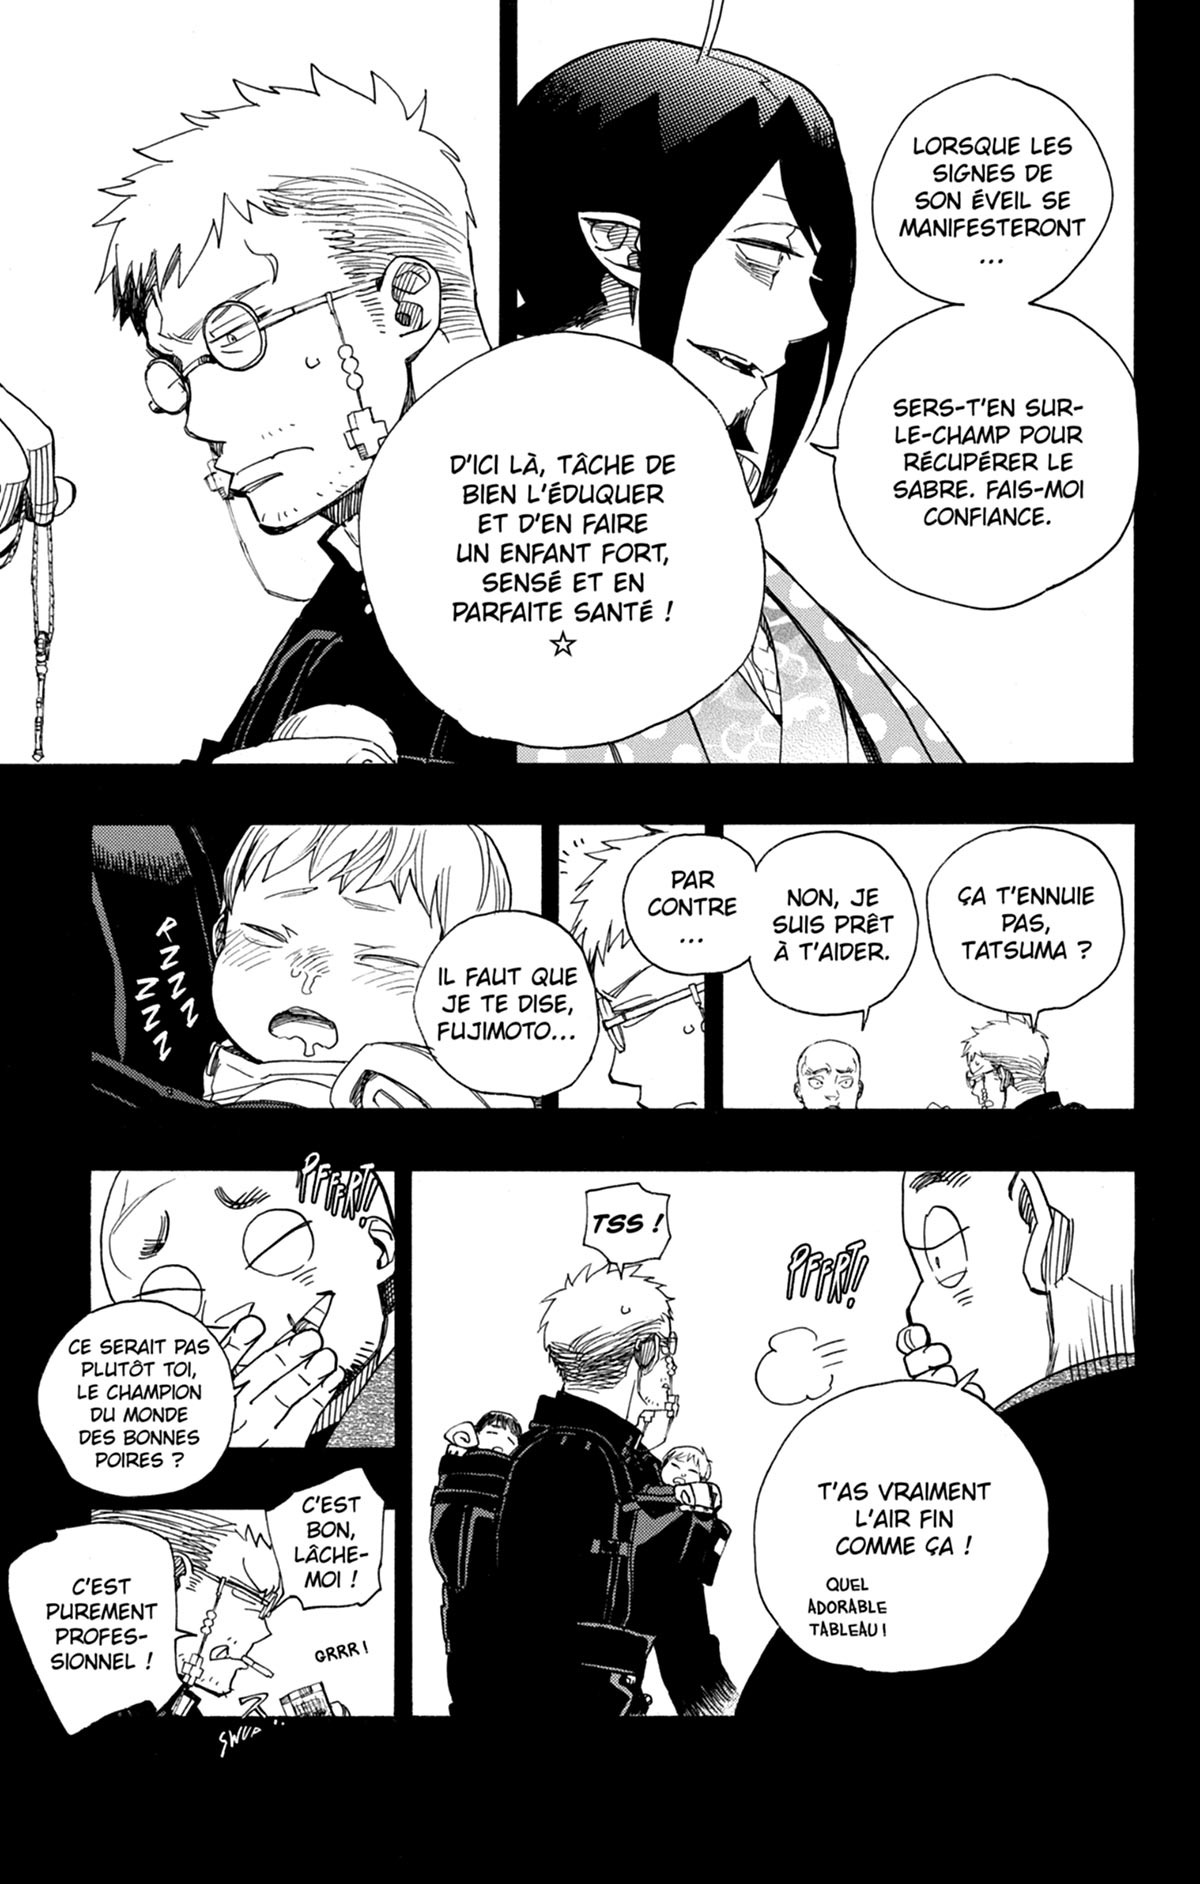 LORSQUE LES
SIGNES DE
SON ÉVEIL SE
MANIFESTERONT
...
SERS-T'EN SUR-
LE-CHAMP POUR
RÉCUPÉRER LE
SABRE. FAIS-MOI
CONFIANCE.
D'ICI LÀ, TÂCHE DE
BIEN L'ÉDUQUER
ET D'EN FAIRE
UN ENFANT FORT,
SENSÉ ET EN
PARFAITE SANTÉ !
☆
ÇA T'ENNUIE
PAS,
TATSUMA ?
NON, JE
SUIS PRÊT
À T'AIDER.
PAR
CONTRE
...
IL FAUT QUE
JE TE DISE,
FUJIMOTO...
RZZZZ
ZZZ
PFFFRT!
T'AS VRAIMENT
L'AIR FIN
COMME ÇA !
QUEL
ADORABLE
TABLEAU !
TSS !
PFFFRT!
CE SERAIT PAS
PLUTÔT TOI,
LE CHAMPION
DU MONDE
DES BONNES
POIRES ?
C'EST
BON,
LÂCHE-
MOI !
C'EST
PUREMENT
PROFES-
SIONNEL !
GRRR !
SWUP